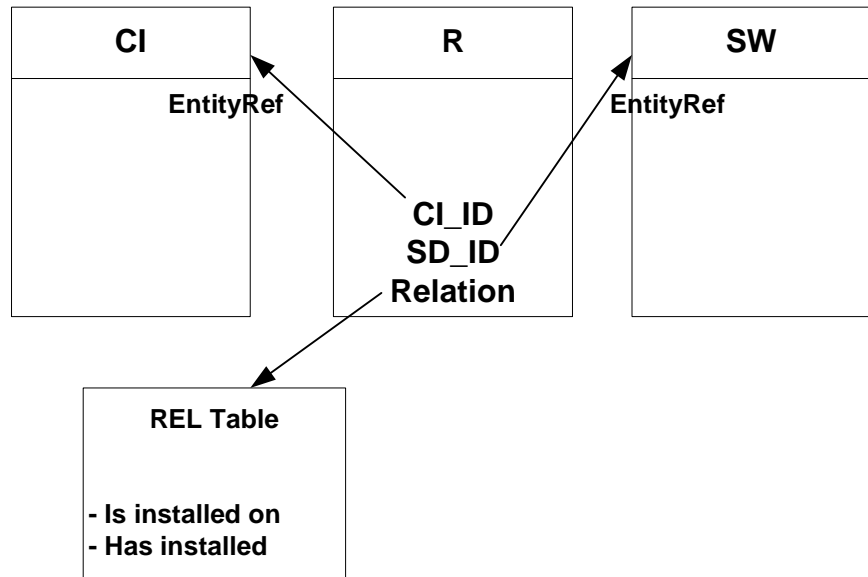 CI
R
SW
EntityRef
EntityRef
CI_ID
SD_ID
Relation
REL Table
- Is installed on
- Has installed